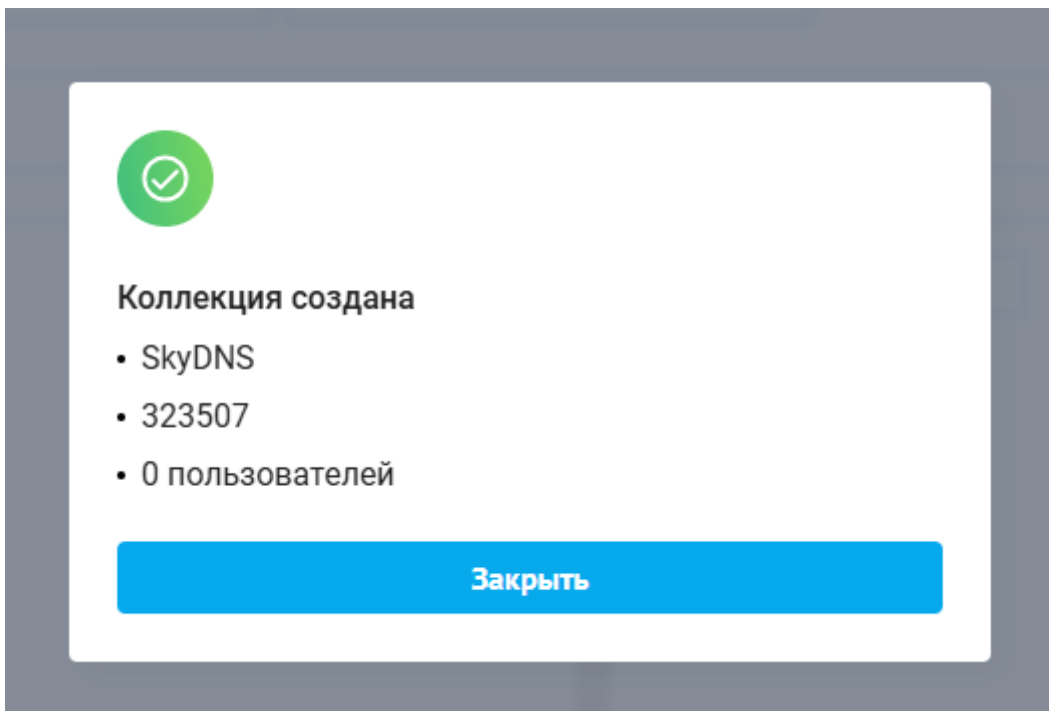 Коллекция создана
• SkyDNS
• 323507
• 0 пользователей
Закрыть